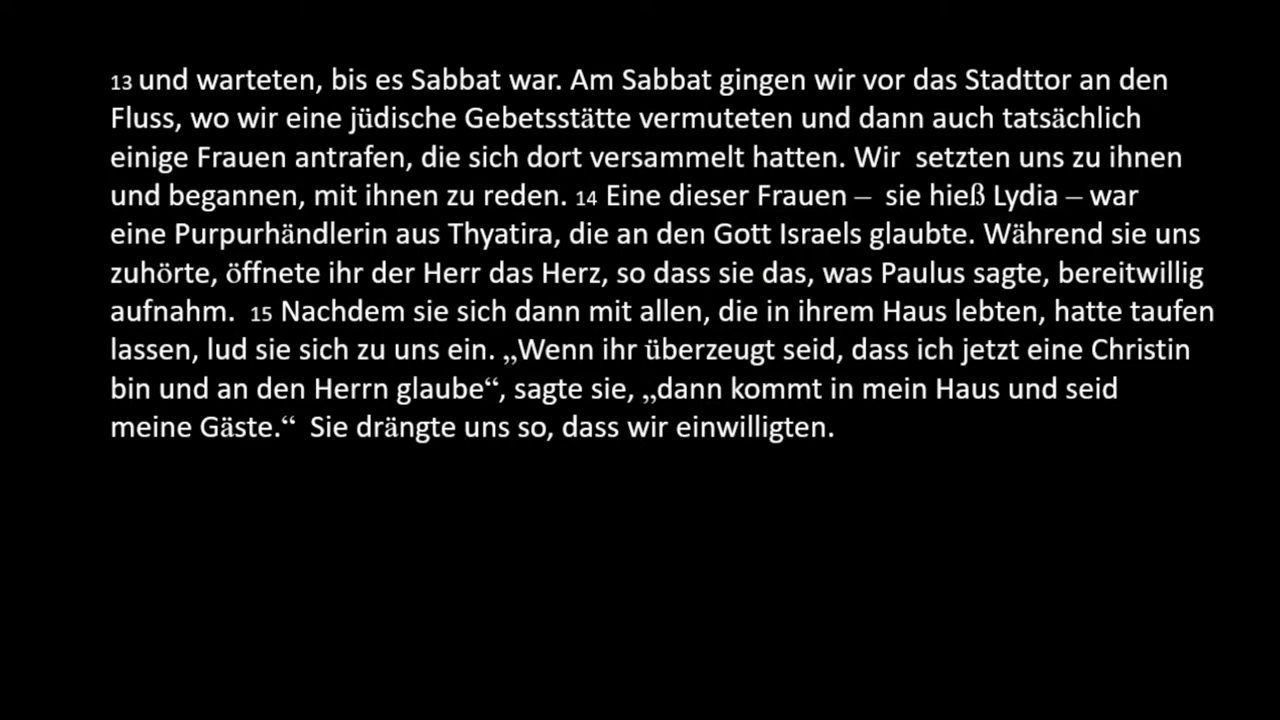 13 und warteten, bis es Sabbat war. Am Sabbat gingen wir vor das Stadttor an den
Fluss, wo wir eine jüdische Gebetsstätte vermuteten und dann auch tatsächlich
einige Frauen antrafen, die sich dort versammelt hatten. Wir  setzten uns zu ihnen
und begannen, mit ihnen zu reden. 14 Eine dieser Frauen –  sie hieß Lydia – war
eine Purpurhändlerin aus Thyatira, die an den Gott Israels glaubte. Während sie uns
zuhörte, öffnete ihr der Herr das Herz, so dass sie das, was Paulus sagte, bereitwillig
aufnahm.  15 Nachdem sie sich dann mit allen, die in ihrem Haus lebten, hatte taufen
lassen, lud sie sich zu uns ein. „Wenn ihr überzeugt seid, dass ich jetzt eine Christin
bin und an den Herrn glaube“, sagte sie, „dann kommt in mein Haus und seid
meine Gäste.“  Sie drängte uns so, dass wir einwilligten.